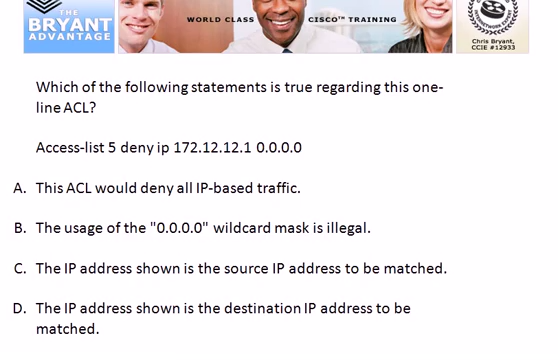 THE
BRYANT
ADVANTAGE
WORLD CLASS CISCO™ TRAINING
Chris Bryant,
CCIE #12933
Which of the following statements is true regarding this one-
line ACL?
Access-list 5 deny ip 172.12.12.1 0.0.0.0
A. This ACL would deny all IP-based traffic.
B. The usage of the "0.0.0.0" wildcard mask is illegal.
C. The IP address shown is the source IP address to be matched.
D. The IP address shown is the destination IP address to be
matched.